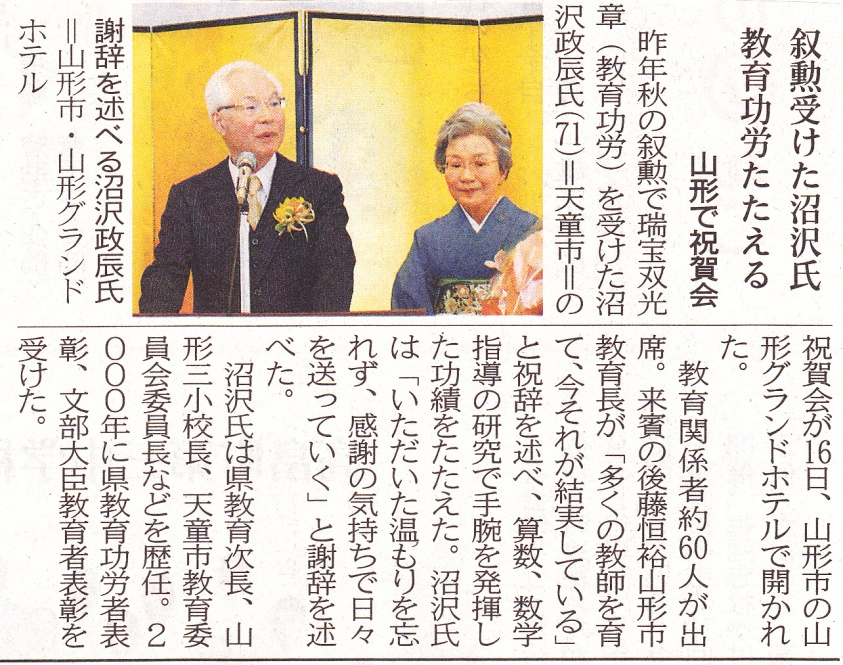 叙勲受けた沼沢氏
教育功労たたえる
山形で祝賀会
昨年秋の叙勲で瑞宝双光
章（教育功労）を受けた沼
沢政辰氏(71)＝天童市＝の
謝辞を述べる沼沢政辰氏
＝山形市・山形グランド
ホテル
祝賀会が16日、山形市の山
形グランドホテルで開かれ
た。
教育関係者約60人が出
席。来賓の後藤恒裕山形市
教育長が「多くの教師を育
て、今それが結実している」
と祝辞を述べ、算数、数学
指導の研究で手腕を発揮し
た功績をたたえた。沼沢氏
は「いただいた温もりを忘
れず、感謝の気持ちで日々
を送っていく」と謝辞を述
べた。
沼沢氏は県教育次長、山
形三小校長、天童市教育委
員会委員長などを歴任。２
０００年に県教育功労者表
彰、文部大臣教育者表彰を
受けた。